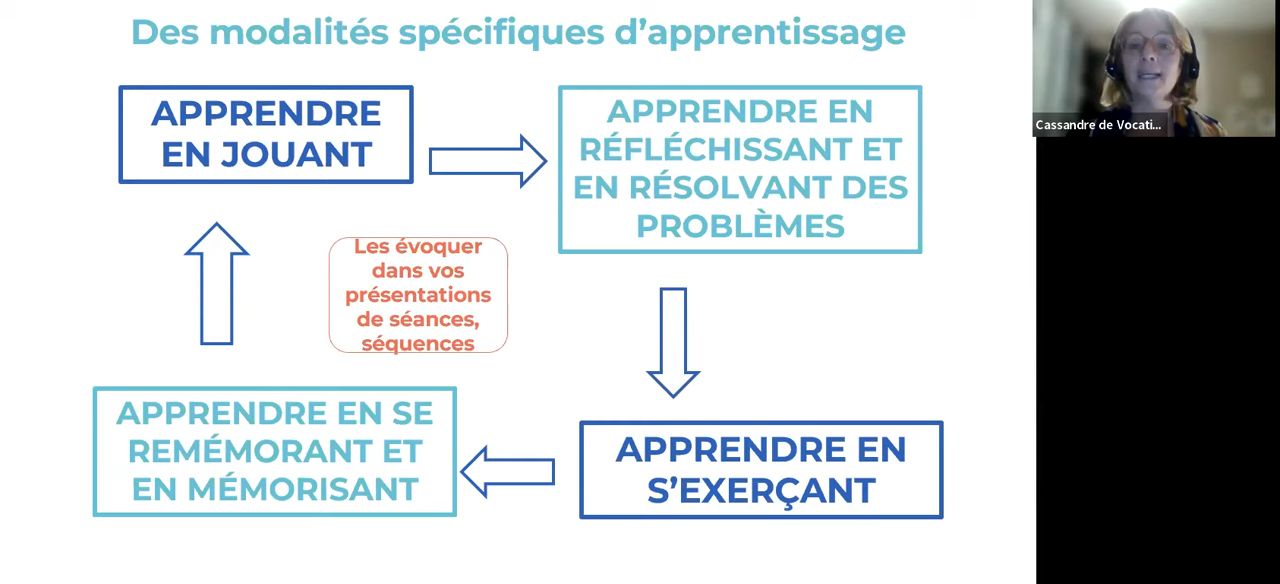 Des modalités spécifiques d'apprentissage
APPRENDRE
EN JOUANT
APPRENDRE EN
RÉFLÉCHISSANT ET
EN RÉSOLVANT DES
PROBLÈMES
Les évoquer
dans vos
présentations
de séances,
séquences
APPRENDRE EN SE
REMÉMORANT ET
EN MÉMORISANT
APPRENDRE EN
S'EXERÇANT
Cassandre de Vocati...